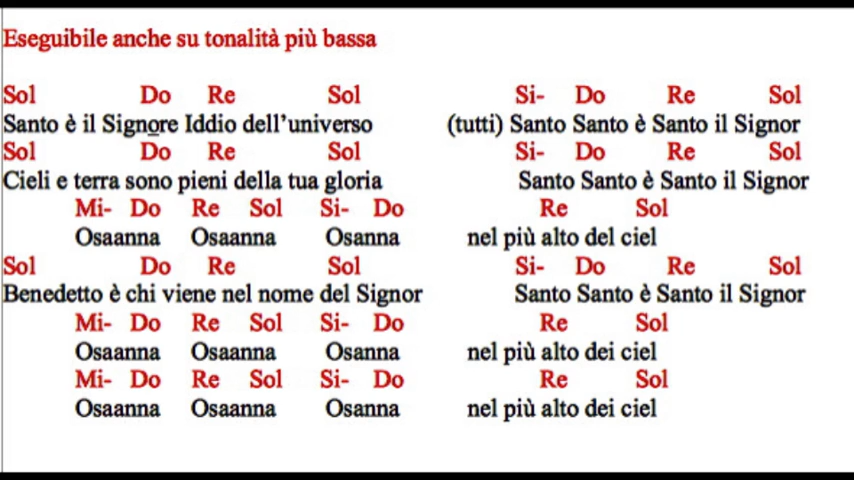 Eseguibile anche su tonalità più bassa
Sol Do Re Sol Si- Do Re Sol
Santo è il Signore Iddio dell'universo (tutti) Santo Santo è Santo il Signor
Sol Do Re Sol Si- Do Re Sol
Cieli e terra sono pieni della tua gloria Santo Santo è Santo il Signor
Mi- Do Re Sol Si- Do Re Sol
Osaanna Osaanna Osanna nel più alto del ciel
Sol Do Re Sol Si- Do Re Sol
Benedetto è chi viene nel nome del Signor Santo Santo è Santo il Signor
Mi- Do Re Sol Si- Do Re Sol
Osaanna Osaanna Osanna nel più alto dei ciel
Mi- Do Re Sol Si- Do Re Sol
Osaanna Osaanna Osanna nel più alto dei ciel